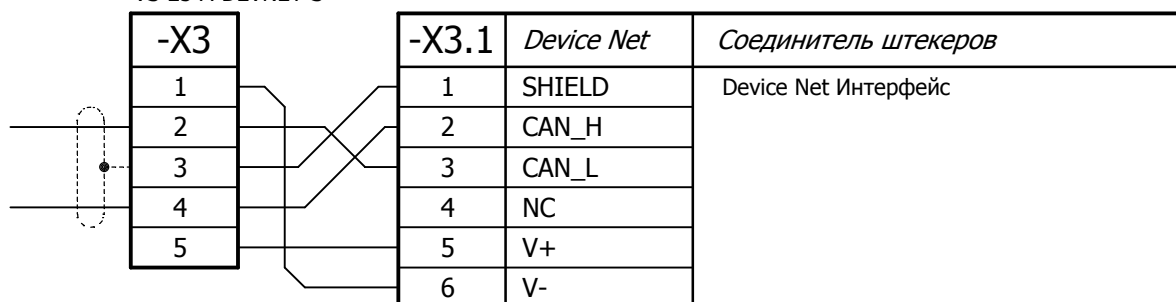 -X3 -X3.1 Device Net Соединитель штекеров
1 1 SHIELD Device Net Интерфейс
2 2 CAN_H
3 3 CAN_L
4 4 NC
5 5 V+
6 V-